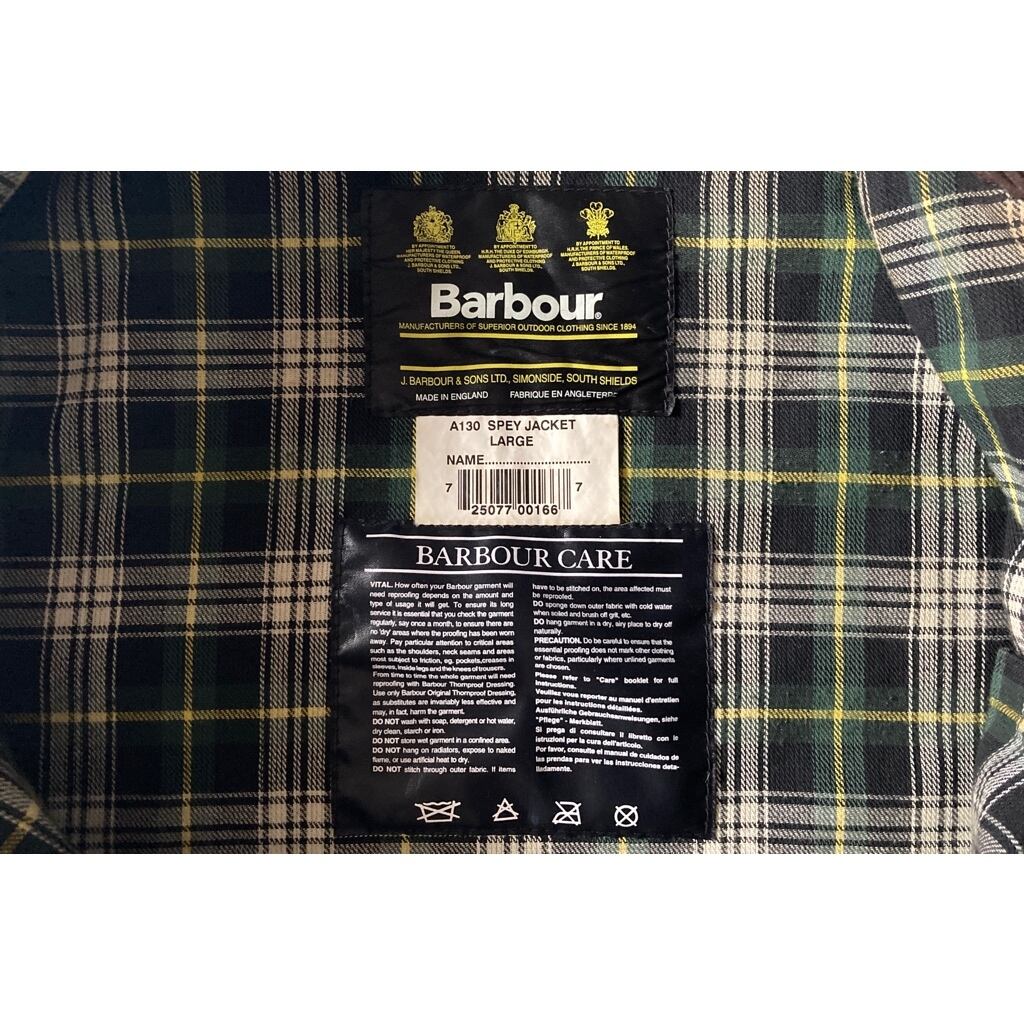 BY APPOINTMENT TO
HER MAJESTY THE QUEEN,
MANUFACTURERS OF WATERPROOF
AND PROTECTIVE CLOTHING
J. BARBOUR & SONS LTD.,
SOUTH SHIELDS.
BY APPOINTMENT TO
H.R.H. THE DUKE OF EDINBURGH,
MANUFACTURERS OF WATERPROOF
AND PROTECTIVE CLOTHING
J. BARBOUR & SONS LTD.,
SOUTH SHIELDS.
BY APPOINTMENT TO
H.R.H. THE PRINCE OF WALES,
MANUFACTURERS OF WATERPROOF
AND PROTECTIVE CLOTHING
J. BARBOUR & SONS LTD.,
SOUTH SHIELDS.
Barbour®
MANUFACTURERS OF SUPERIOR OUTDOOR CLOTHING SINCE 1894
J. BARBOUR & SONS LTD., SIMONSIDE, SOUTH SHIELDS
MADE IN ENGLAND FABRIQUE EN ANGLETERRE
A130 SPEY JACKET
LARGE
NAME..............................
7 25077 00166 7
BARBOUR CARE
VITAL. How often your Barbour garment will
need reproofing depends on the amount and
type of usage it will get. To ensure its long
service it is essential that you check the garment
regularly, say once a month, to ensure there are
no 'dry' areas where the proofing has been worn
away. Pay particular attention to critical areas
such as the shoulders, neck seams and areas
most subject to friction, eg. pockets,creases in
sleeves, inside legs and the knees of trousers.
From time to time the whole garment will need
reproofing with Barbour Thornproof Dressing.
Use only Barbour Original Thornproof Dressing,
as substitutes are invariably less effective and
may, in fact, harm the garment.
DO NOT wash with soap, detergent or hot water,
dry clean, starch or iron.
DO NOT store wet garment in a confined area.
DO NOT hang on radiators, expose to naked
flame, or use artificial heat to dry.
DO NOT stitch through outer fabric. If items
have to be stitched on, the area affected must
be reproofed.
DO sponge down outer fabric with cold water
when soiled and brush off grit, etc.
DO hang garment in a dry, airy place to dry off
naturally.
PRECAUTION. Do be careful to ensure that the
essential proofing does not mark other clothing
or fabrics, particularly where unlined garments
are chosen.
Please refer to "Care" booklet for full
instructions.
Veuillez vous reporter au manuel d'entretien
pour les instructions détaillées.
Ausführliche Gebrauchsanweisungen, siehe
"Pflege" - Merkblatt.
Si prega di consultare il libretto con le
istruzioni per la cura dell'articolo.
Por favor, consulte el manual de cuidados de
las prendas para ver las instrucciones deta-
lladamente.